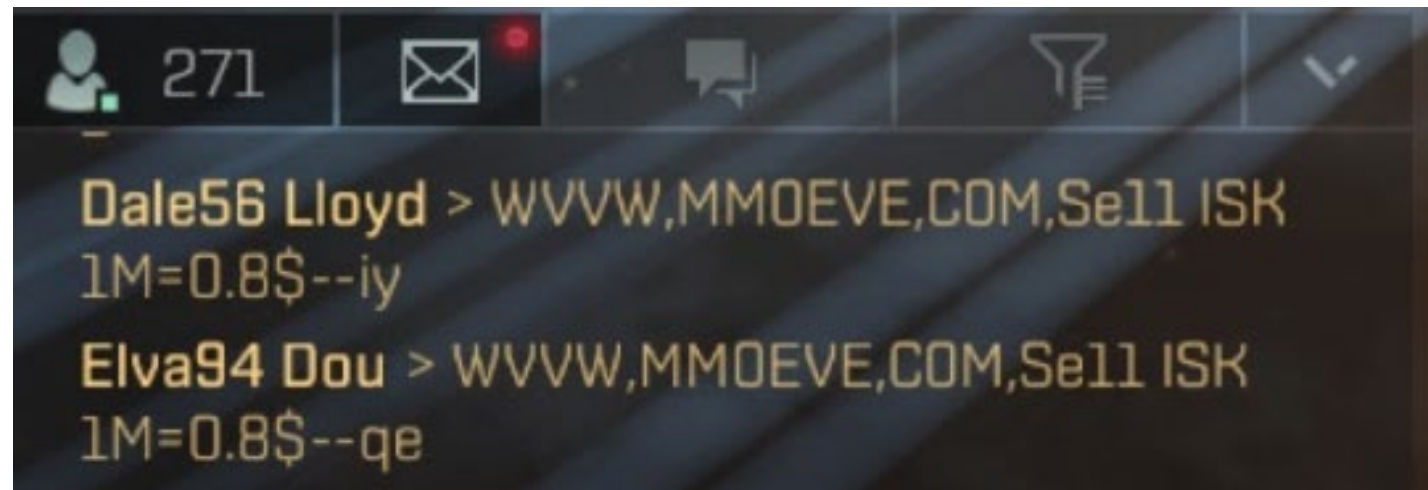 271
Dale56 Lloyd > WVVW,MMOEVE,COM,Sell ISK
1M=0.8$--iy
Elva94 Dou > WVVW,MMOEVE,COM,Sell ISK
1M=0.8$--qe